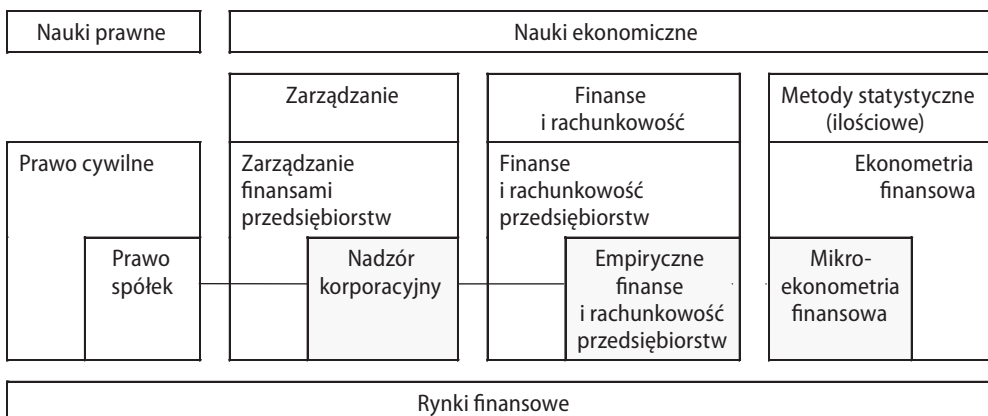 Nauki prawne
Nauki ekonomiczne
Zarządzanie
Finanse
i rachunkowość
Metody statystyczne
(ilościowe)
Prawo cywilne
Zarządzanie
finansami
przedsiębiorstw
Finanse
i rachunkowość
przedsiębiorstw
Ekonometria
finansowa
Prawo
spółek
Nadzór
korporacyjny
Empiryczne
finanse
i rachunkowość
przedsiębiorstw
Mikro-
ekonometria
finansowa
Rynki finansowe